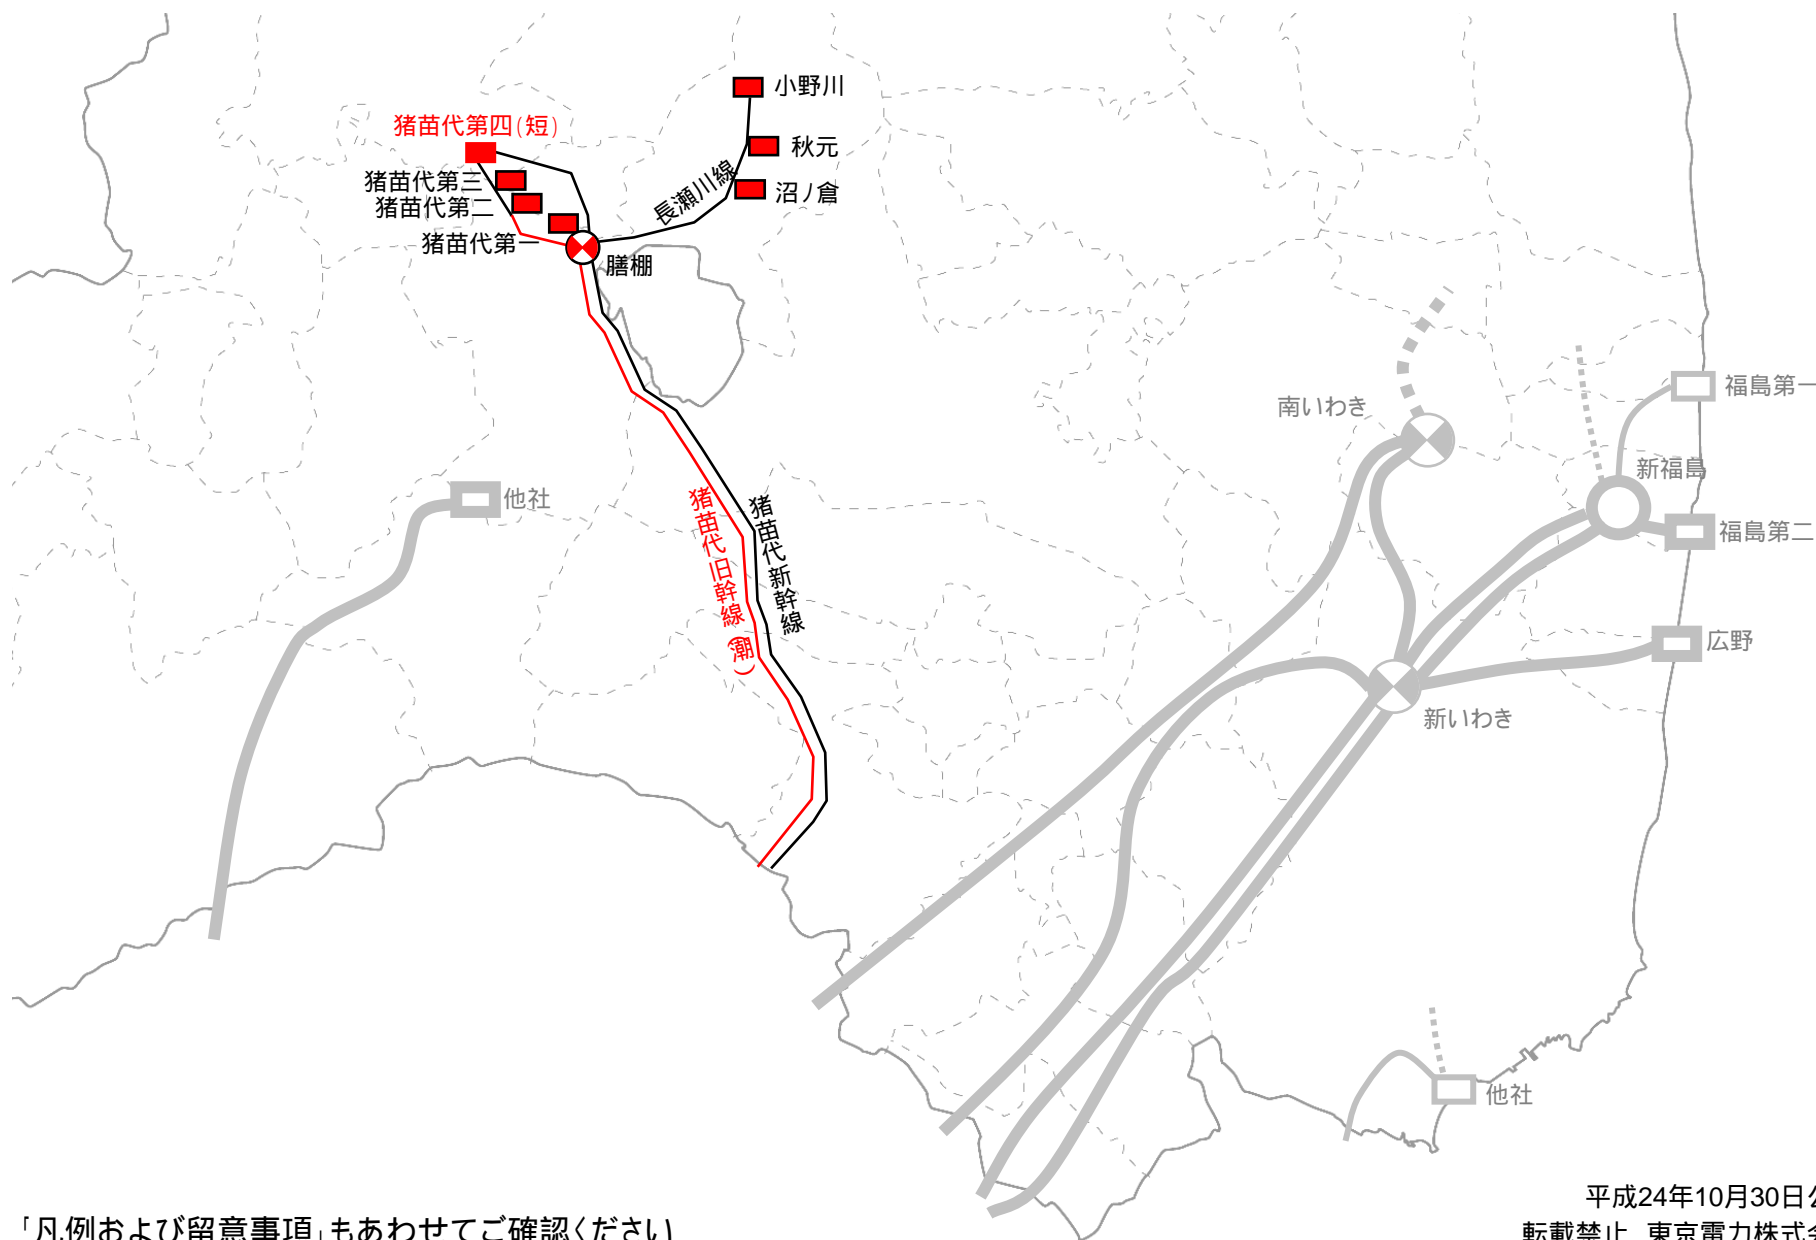 小野川
猪苗代第四(短)
秋元
猪苗代第三
沼ノ倉
長瀬川線
猪苗代第二
猪苗代第一
膳棚
福島第一
南いわき
新福島
他社
猪苗代旧幹線(潮)
猪苗代新幹線
福島第二
広野
新いわき
他社
平成24年10月30日公
「凡例および留意事項」もあわせてご確認ください
転載禁止 東京電力株式会